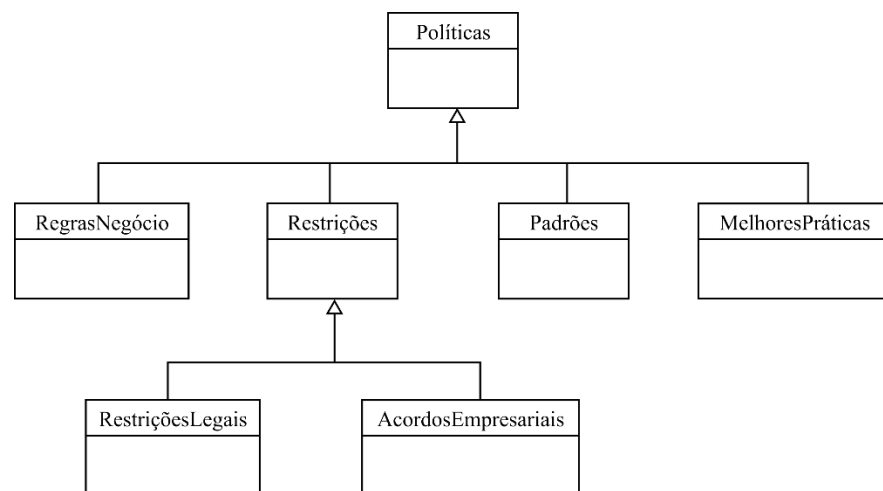 Políticas
RegrasNegócio
Restrições
Padrões
MelhoresPráticas
RestriçõesLegais
AcordosEmpresariais